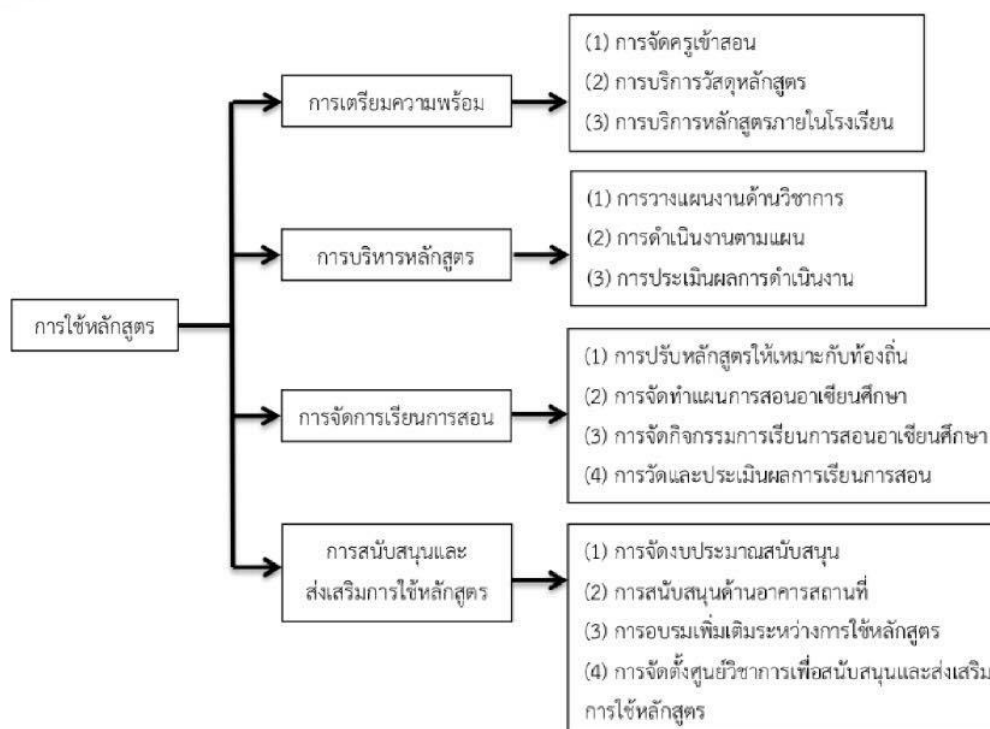 การใช้หลักสูตร
การเตรียมความพร้อม
(1) การจัดครูเข้าสอน
(2) การบริการวัสดุหลักสูตร
(3) การบริการหลักสูตรภายในโรงเรียน
การบริหารหลักสูตร
(1) การวางแผนงานด้านวิชาการ
(2) การดำเนินงานตามแผน
(3) การประเมินผลการดำเนินงาน
การจัดการเรียนการสอน
(1) การปรับหลักสูตรให้เหมาะกับท้องถิ่น
(2) การจัดทำแผนการสอนอาเซียนศึกษา
(3) การจัดกิจกรรมการเรียนการสอนอาเซียนศึกษา
(4) การวัดและประเมินผลการเรียนการสอน
การสนับสนุนและ
ส่งเสริมการใช้หลักสูตร
(1) การจัดงบประมาณสนับสนุน
(2) การสนับสนุนด้านอาคารสถานที่
(3) การอบรมเพิ่มเติมระหว่างการใช้หลักสูตร
(4) การจัดตั้งศูนย์วิชาการเพื่อสนับสนุนและส่งเสริม
การใช้หลักสูตร